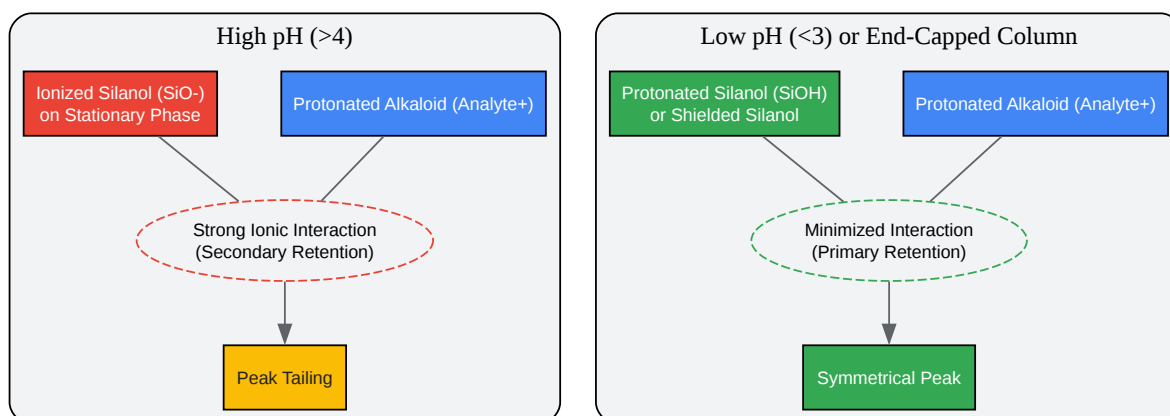 High pH (>4)
Ionized Silanol (SiO-)
on Stationary Phase
Protonated Alkaloid (Analyte+)
Strong Ionic Interaction
(Secondary Retention)
Peak Tailing
Low pH (<3) or End-Capped Column
Protonated Silanol (SiOH)
or Shielded Silanol
Protonated Alkaloid (Analyte+)
Minimized Interaction
(Primary Retention)
Symmetrical Peak